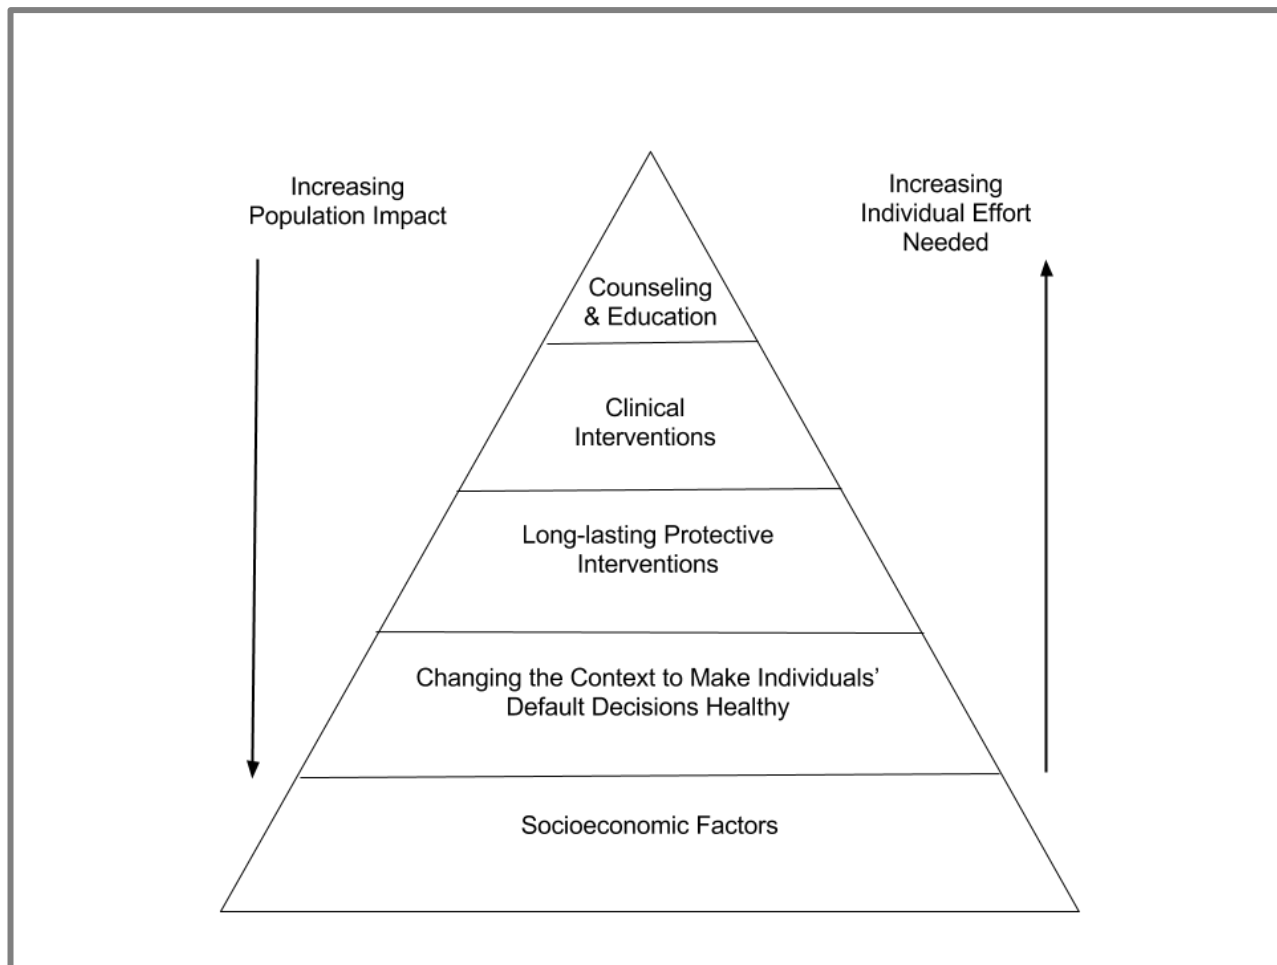 Increasing
Population Impact
Increasing
Individual Effort
Needed
Counseling
& Education
Clinical
Interventions
Long-lasting Protective
Interventions
Changing the Context to Make Individuals’
Default Decisions Healthy
Socioeconomic Factors